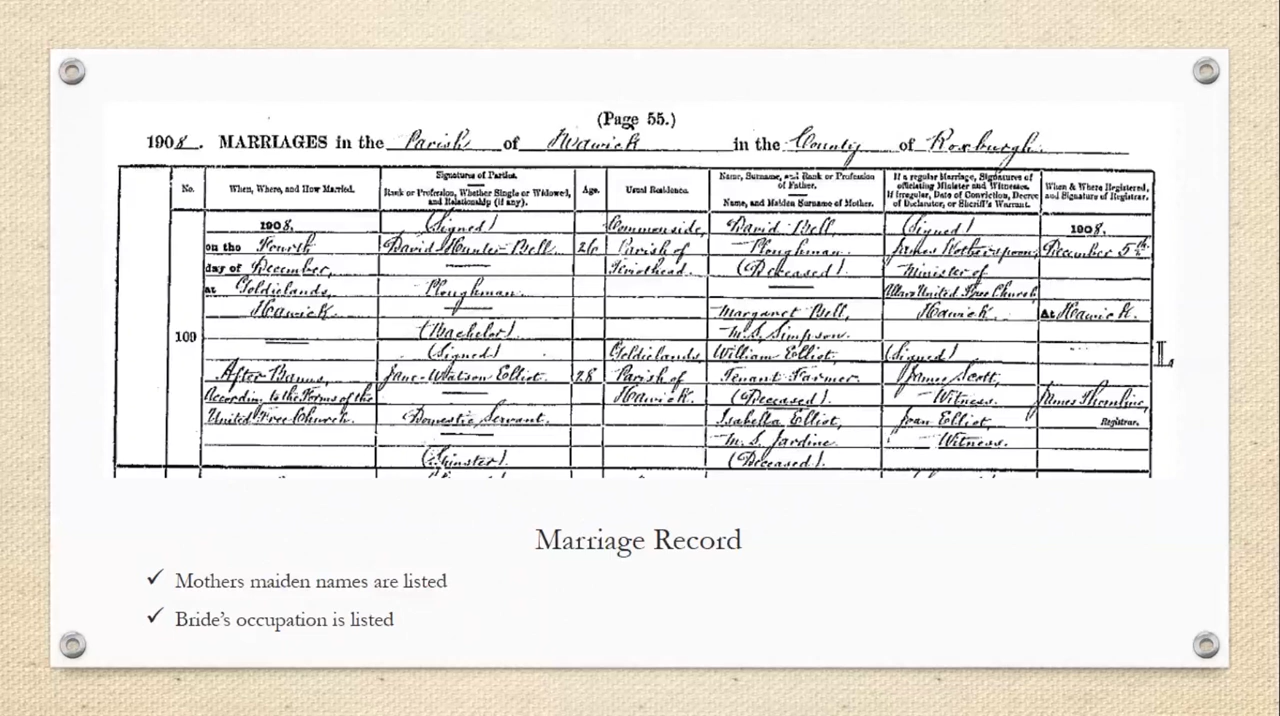 (Page 55.)
1908. MARRIAGES in the Parish of Hawick in the County of Roxburgh.
No.
When, Where, and How Married.
Signatures of Parties.
Rank or Profession, Whether Single or Widowed,
and Relationship (if any).
Age.
Usual Residence.
Name, Surname, and Rank or Profession
of Father.
Name, and Maiden Surname of Mother.
If a regular Marriage, Signatures of
officiating Minister and Witnesses.
If irregular, Date of Conviction, Decree
of Declarator, or Sheriff's Warrant.
When & Where Registered,
and Signature of Registrar.
109
1908.
on the Fourth
day of December,
at Goldielands,
Hawick.
After Banns,
According to the Forms of the
United Free Church.
(Signed)
David Hunter Bell.
Ploughman.
(Bachelor)
(Signed)
Jane Watson Elliot.
Domestic Servant.
(Spinster).
26
28
Commonside,
Parish of
Teviothead.
Goldielands
Parish of
Hawick.
David Bell,
Ploughman.
(Deceased).
Margaret Bell,
M.S. Simpson.
William Elliot,
Tenant Farmer.
(Deceased).
Isabella Elliot,
M.S. Jardine.
(Deceased).
(Signed)
James Wotherspoon,
Minister of
Allars United Free Church,
Hawick.
(Signed)
James Scott,
Witness.
Joan Elliot,
Witness.
1908.
December 5th
At Hawick.
James
Registrar.
Marriage Record
✓ Mothers maiden names are listed
✓ Bride's occupation is listed